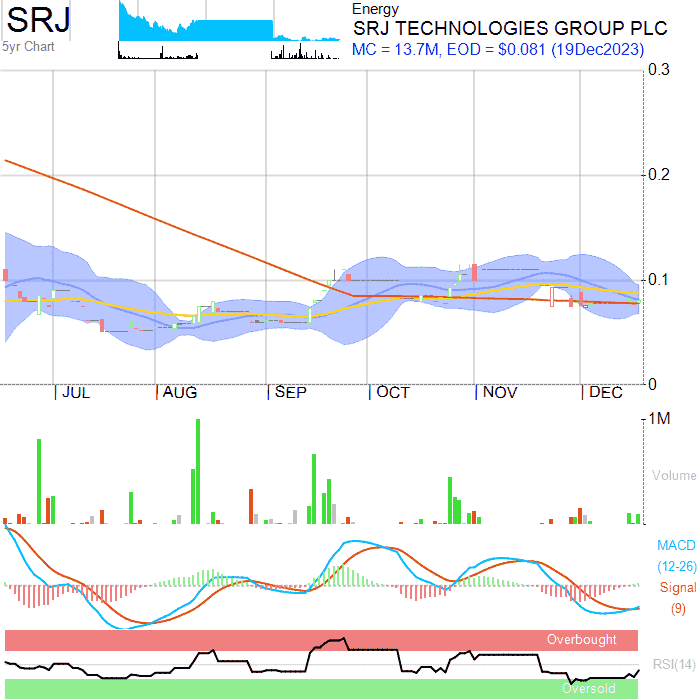 SRJ
5yr Chart
Energy
SRJ TECHNOLOGIES GROUP PLC
MC = 13.7M, EOD = $0.081 (19Dec2023)
0.3
0.2
0.1
0
JUL AUG SEP OCT NOV DEC
1M
Volume
MACD
(12-26)
Signal
(9)
Overbought
RSI(14)
Oversold